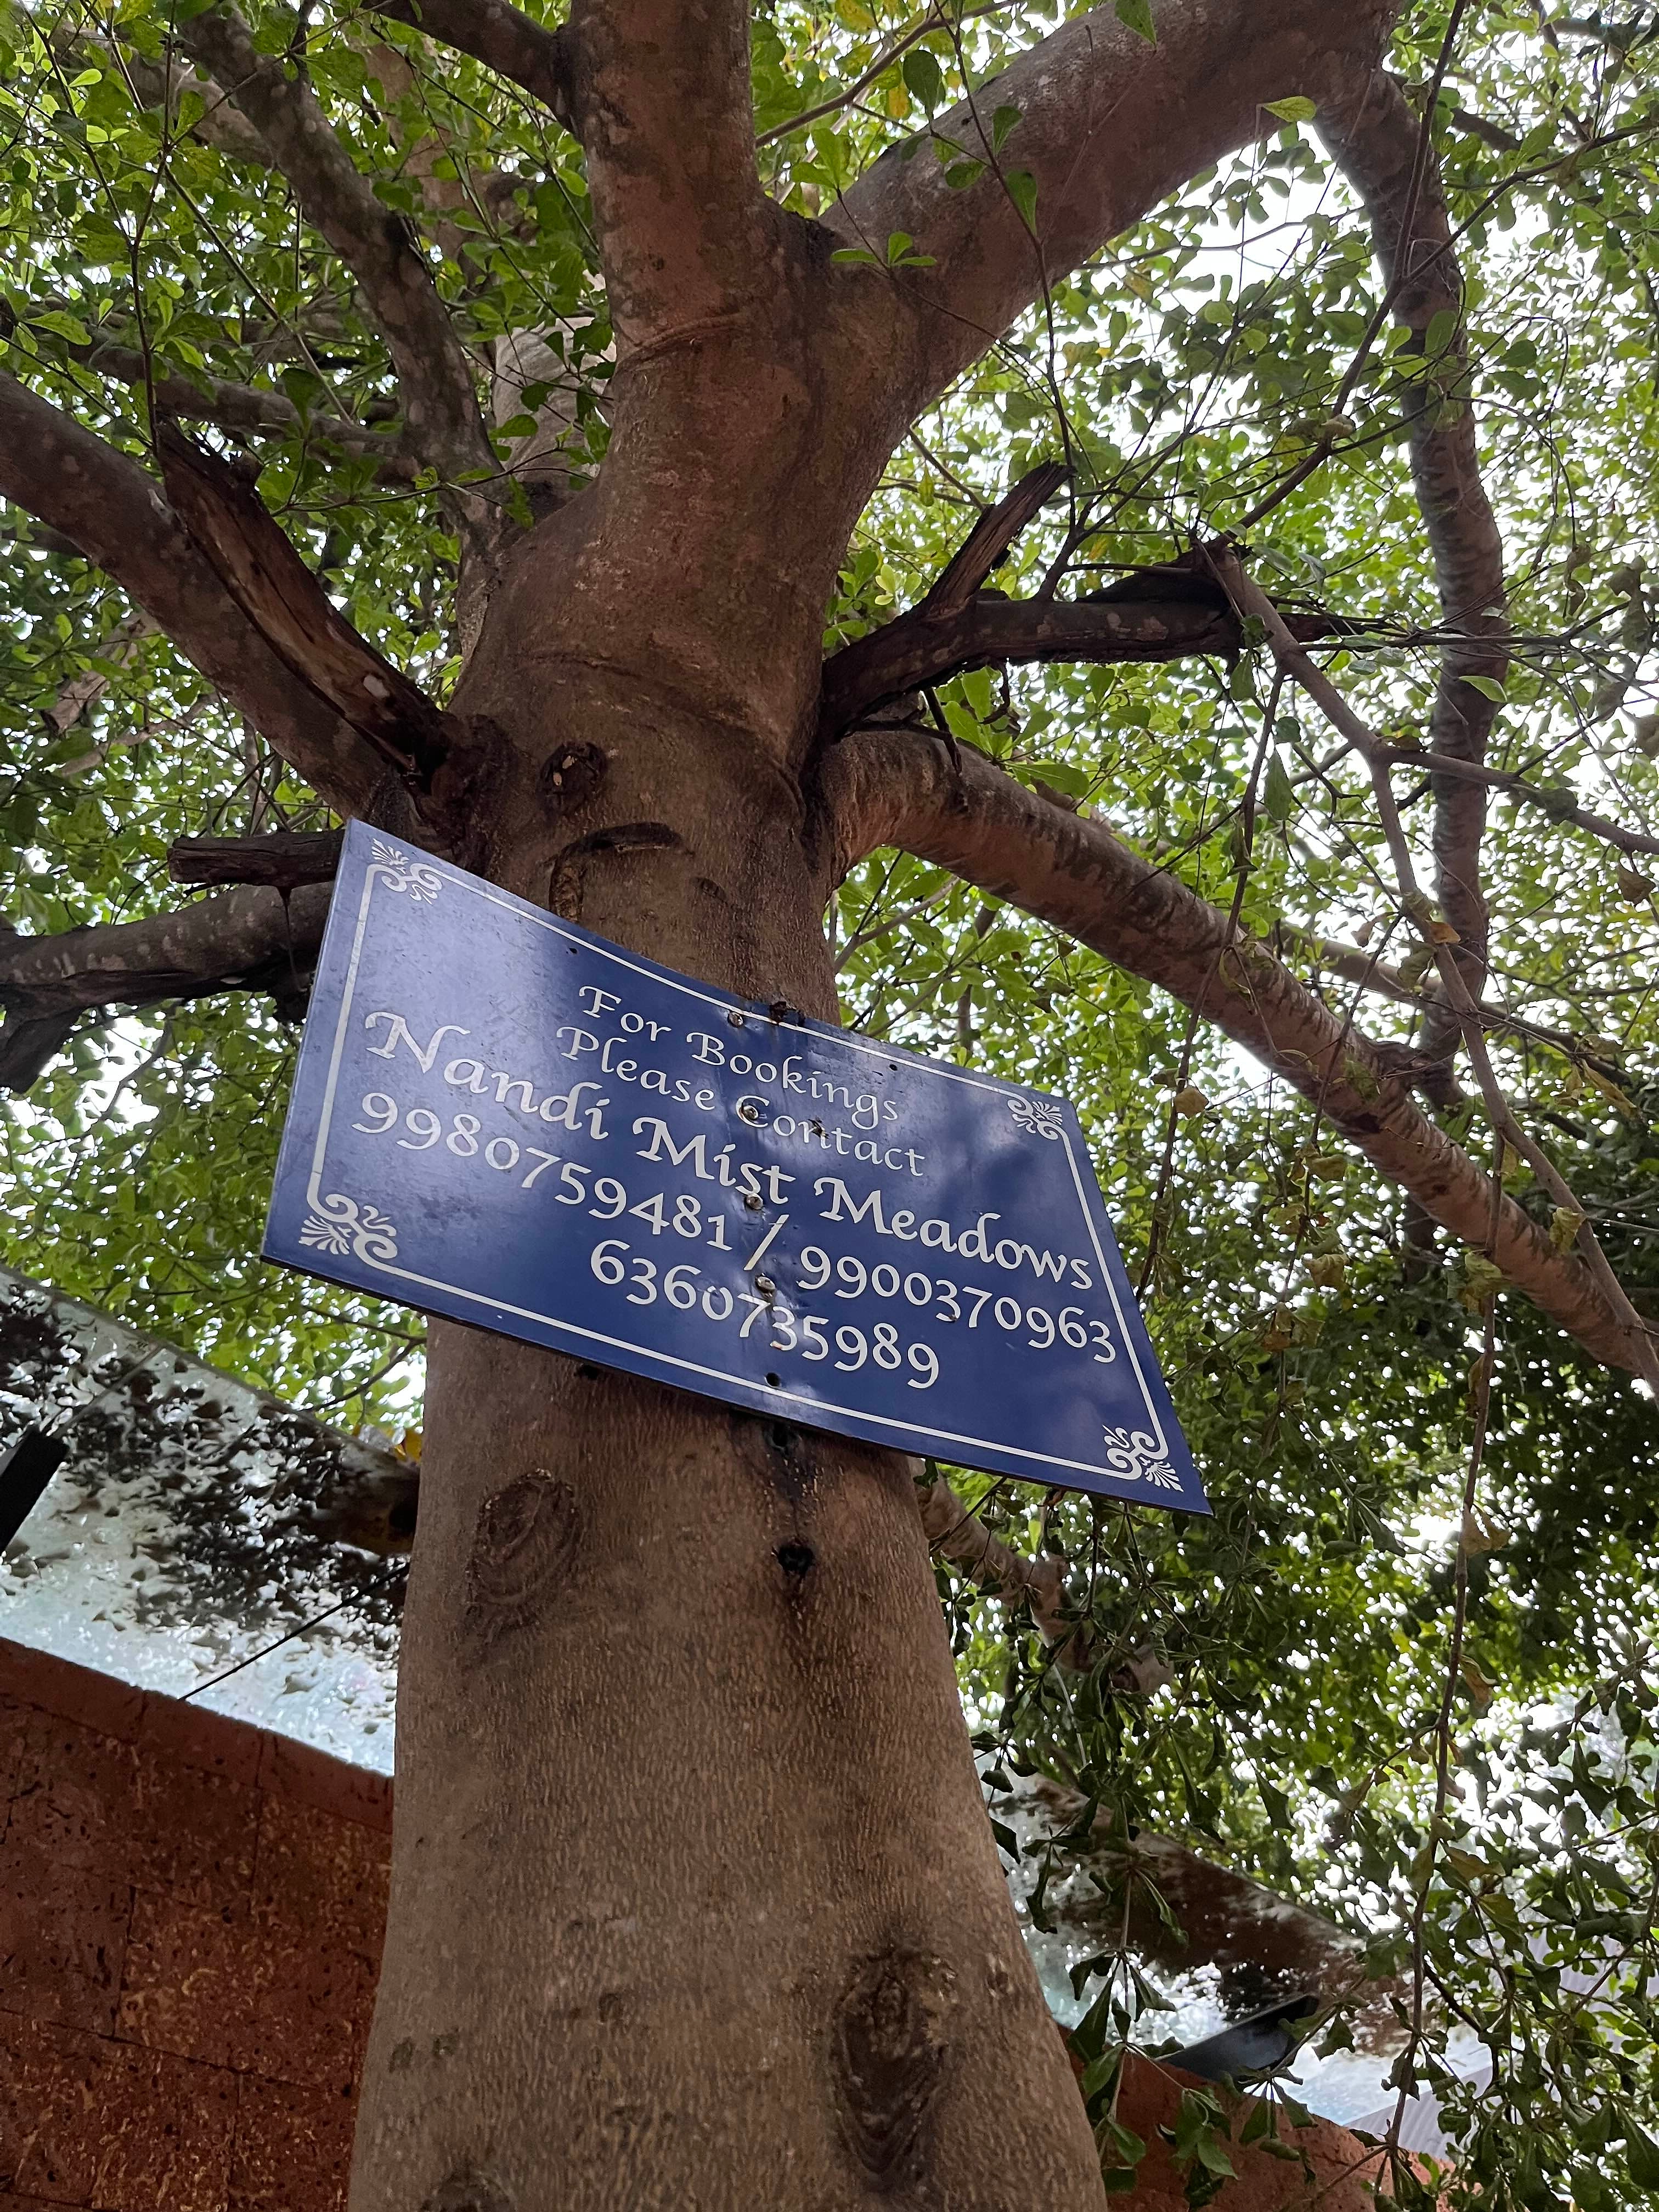 For Bookings
Please Contact
Nandi Mist Meadows
9980759481 / 9900370963
6360735989